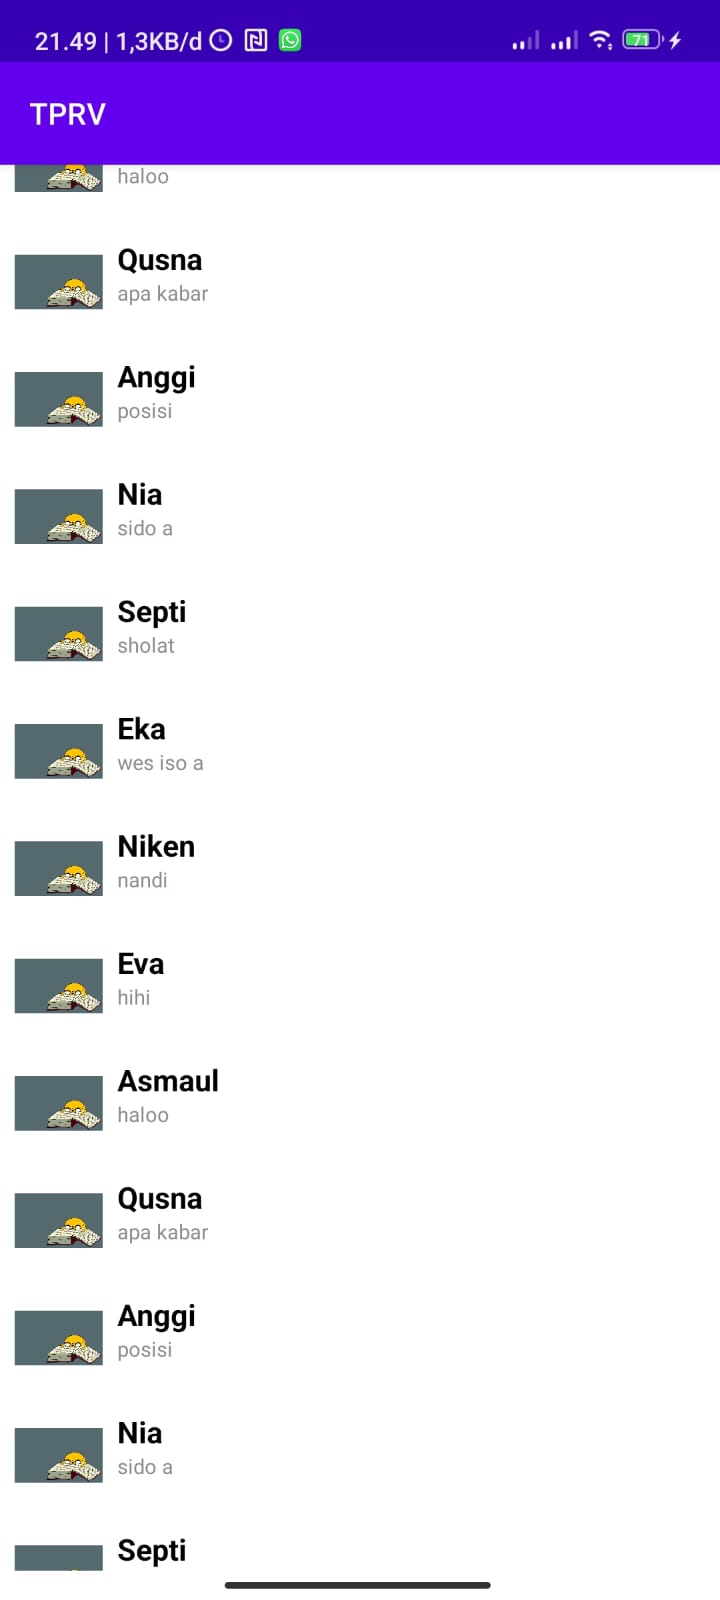 21.49 | 1,3KB/d
71
TPRV
haloo
Qusna
apa kabar
Anggi
posisi
Nia
sido a
Septi
sholat
Eka
wes iso a
Niken
nandi
Eva
hihi
Asmaul
haloo
Qusna
apa kabar
Anggi
posisi
Nia
sido a
Septi